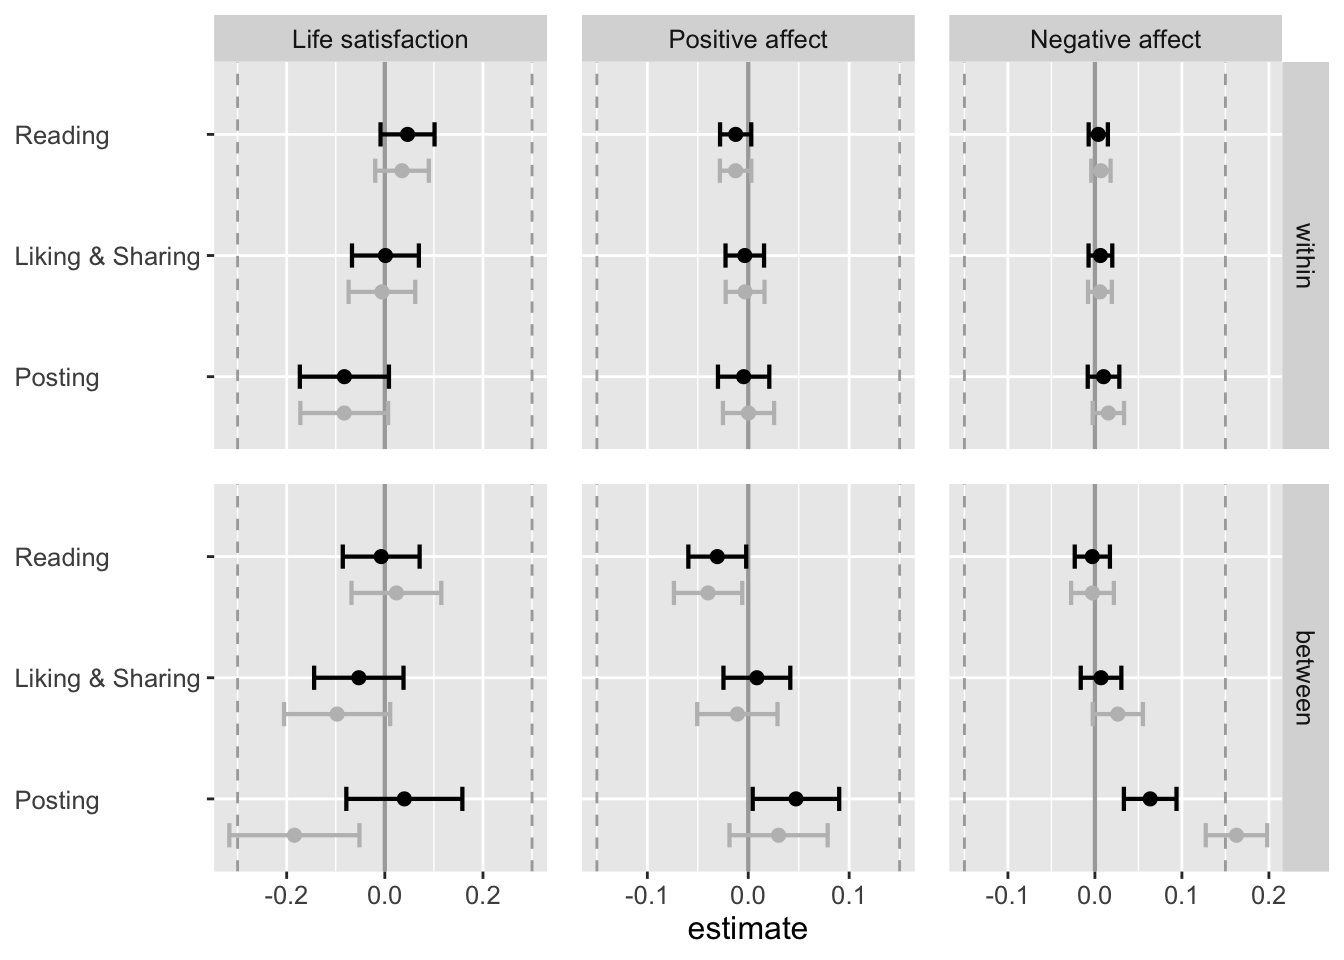 Life satisfaction
Positive affect
Negative affect
Reading
Liking & Sharing
Posting
within
Reading
Liking & Sharing
Posting
between
-0.2 0.0 0.2
-0.1 0.0 0.1
-0.1 0.0 0.1 0.2
estimate